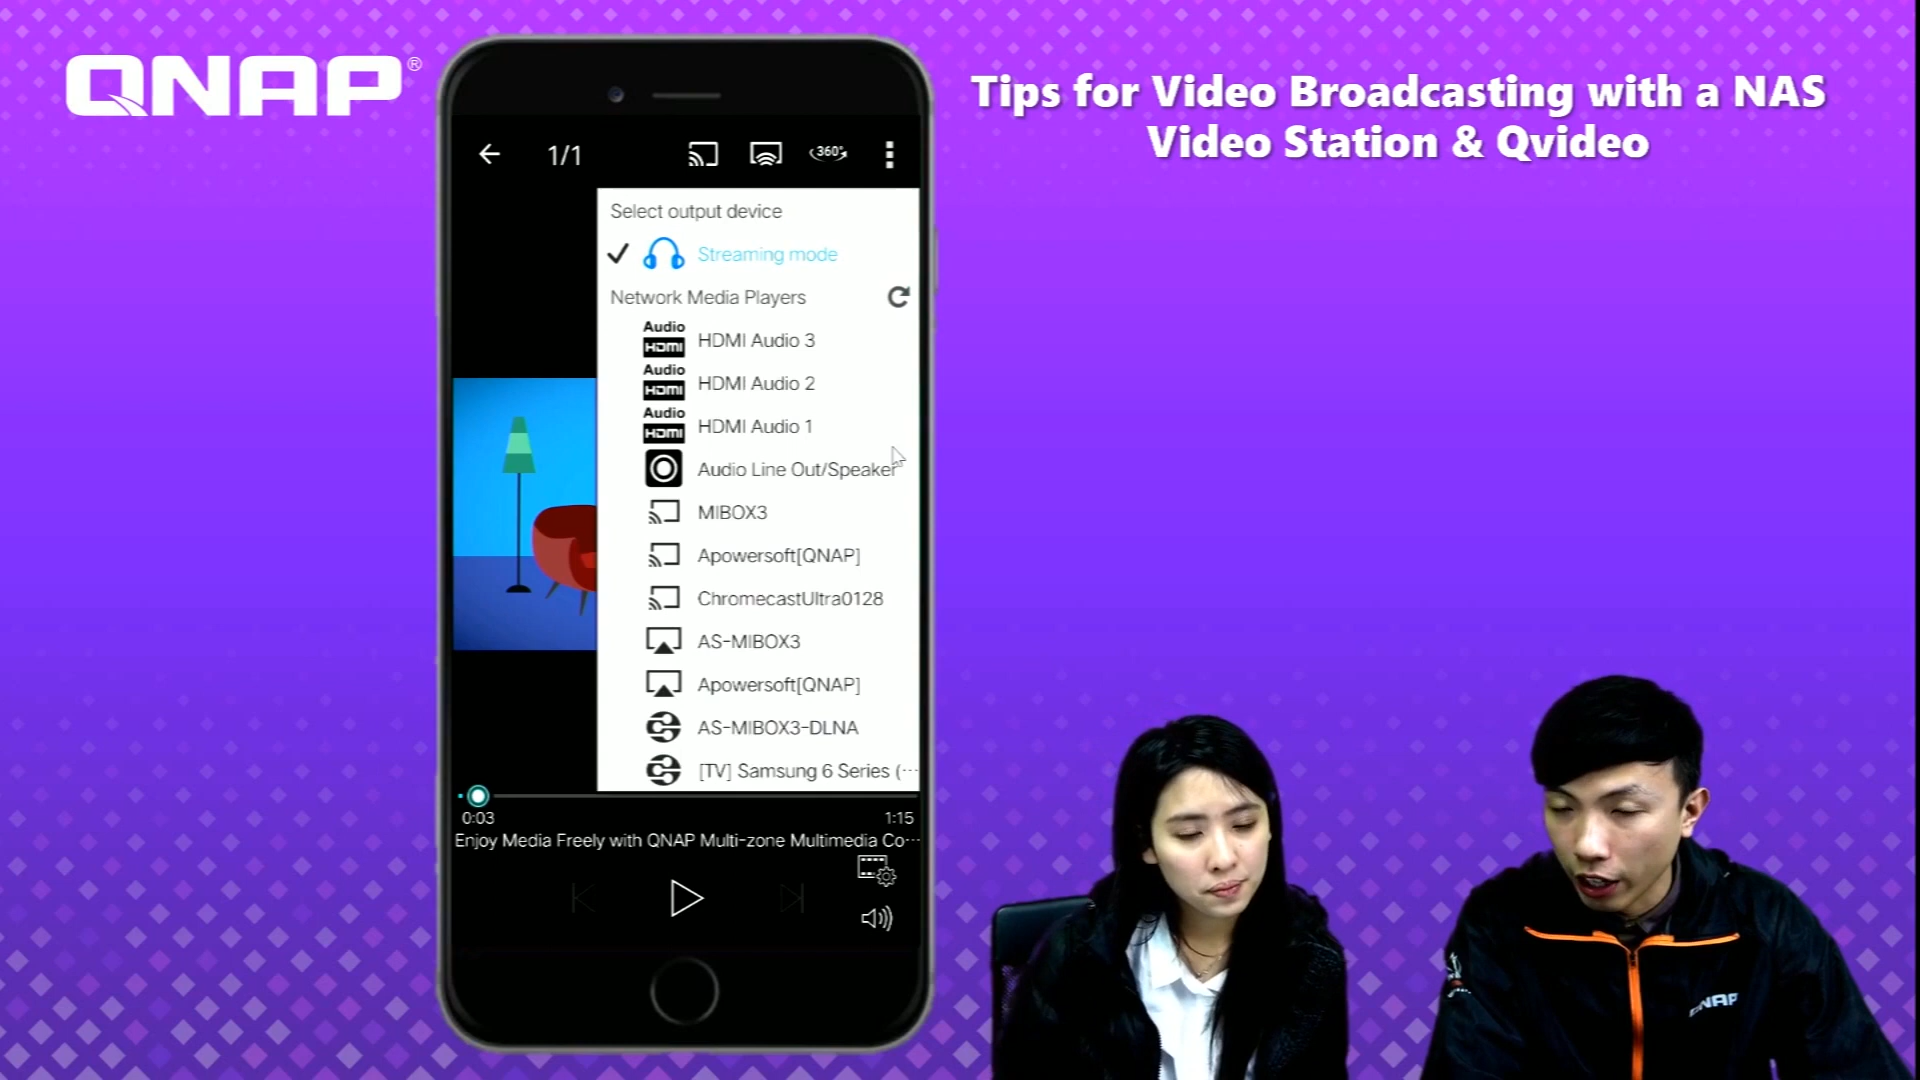 QNAP®
Tips for Video Broadcasting with a NAS
Video Station & Qvideo
1/1
360°
Select output device
Streaming mode
Network Media Players
Audio
HDMI
HDMI Audio 3
Audio
HDMI
HDMI Audio 2
Audio
HDMI
HDMI Audio 1
Audio Line Out/Speaker
MIBOX3
Apowersoft[QNAP]
ChromecastUltra0128
AS-MIBOX3
Apowersoft[QNAP]
AS-MIBOX3-DLNA
[TV] Samsung 6 Series (...
0:03
1:15
Enjoy Media Freely with QNAP Multi-zone Multimedia Co...
QNAP